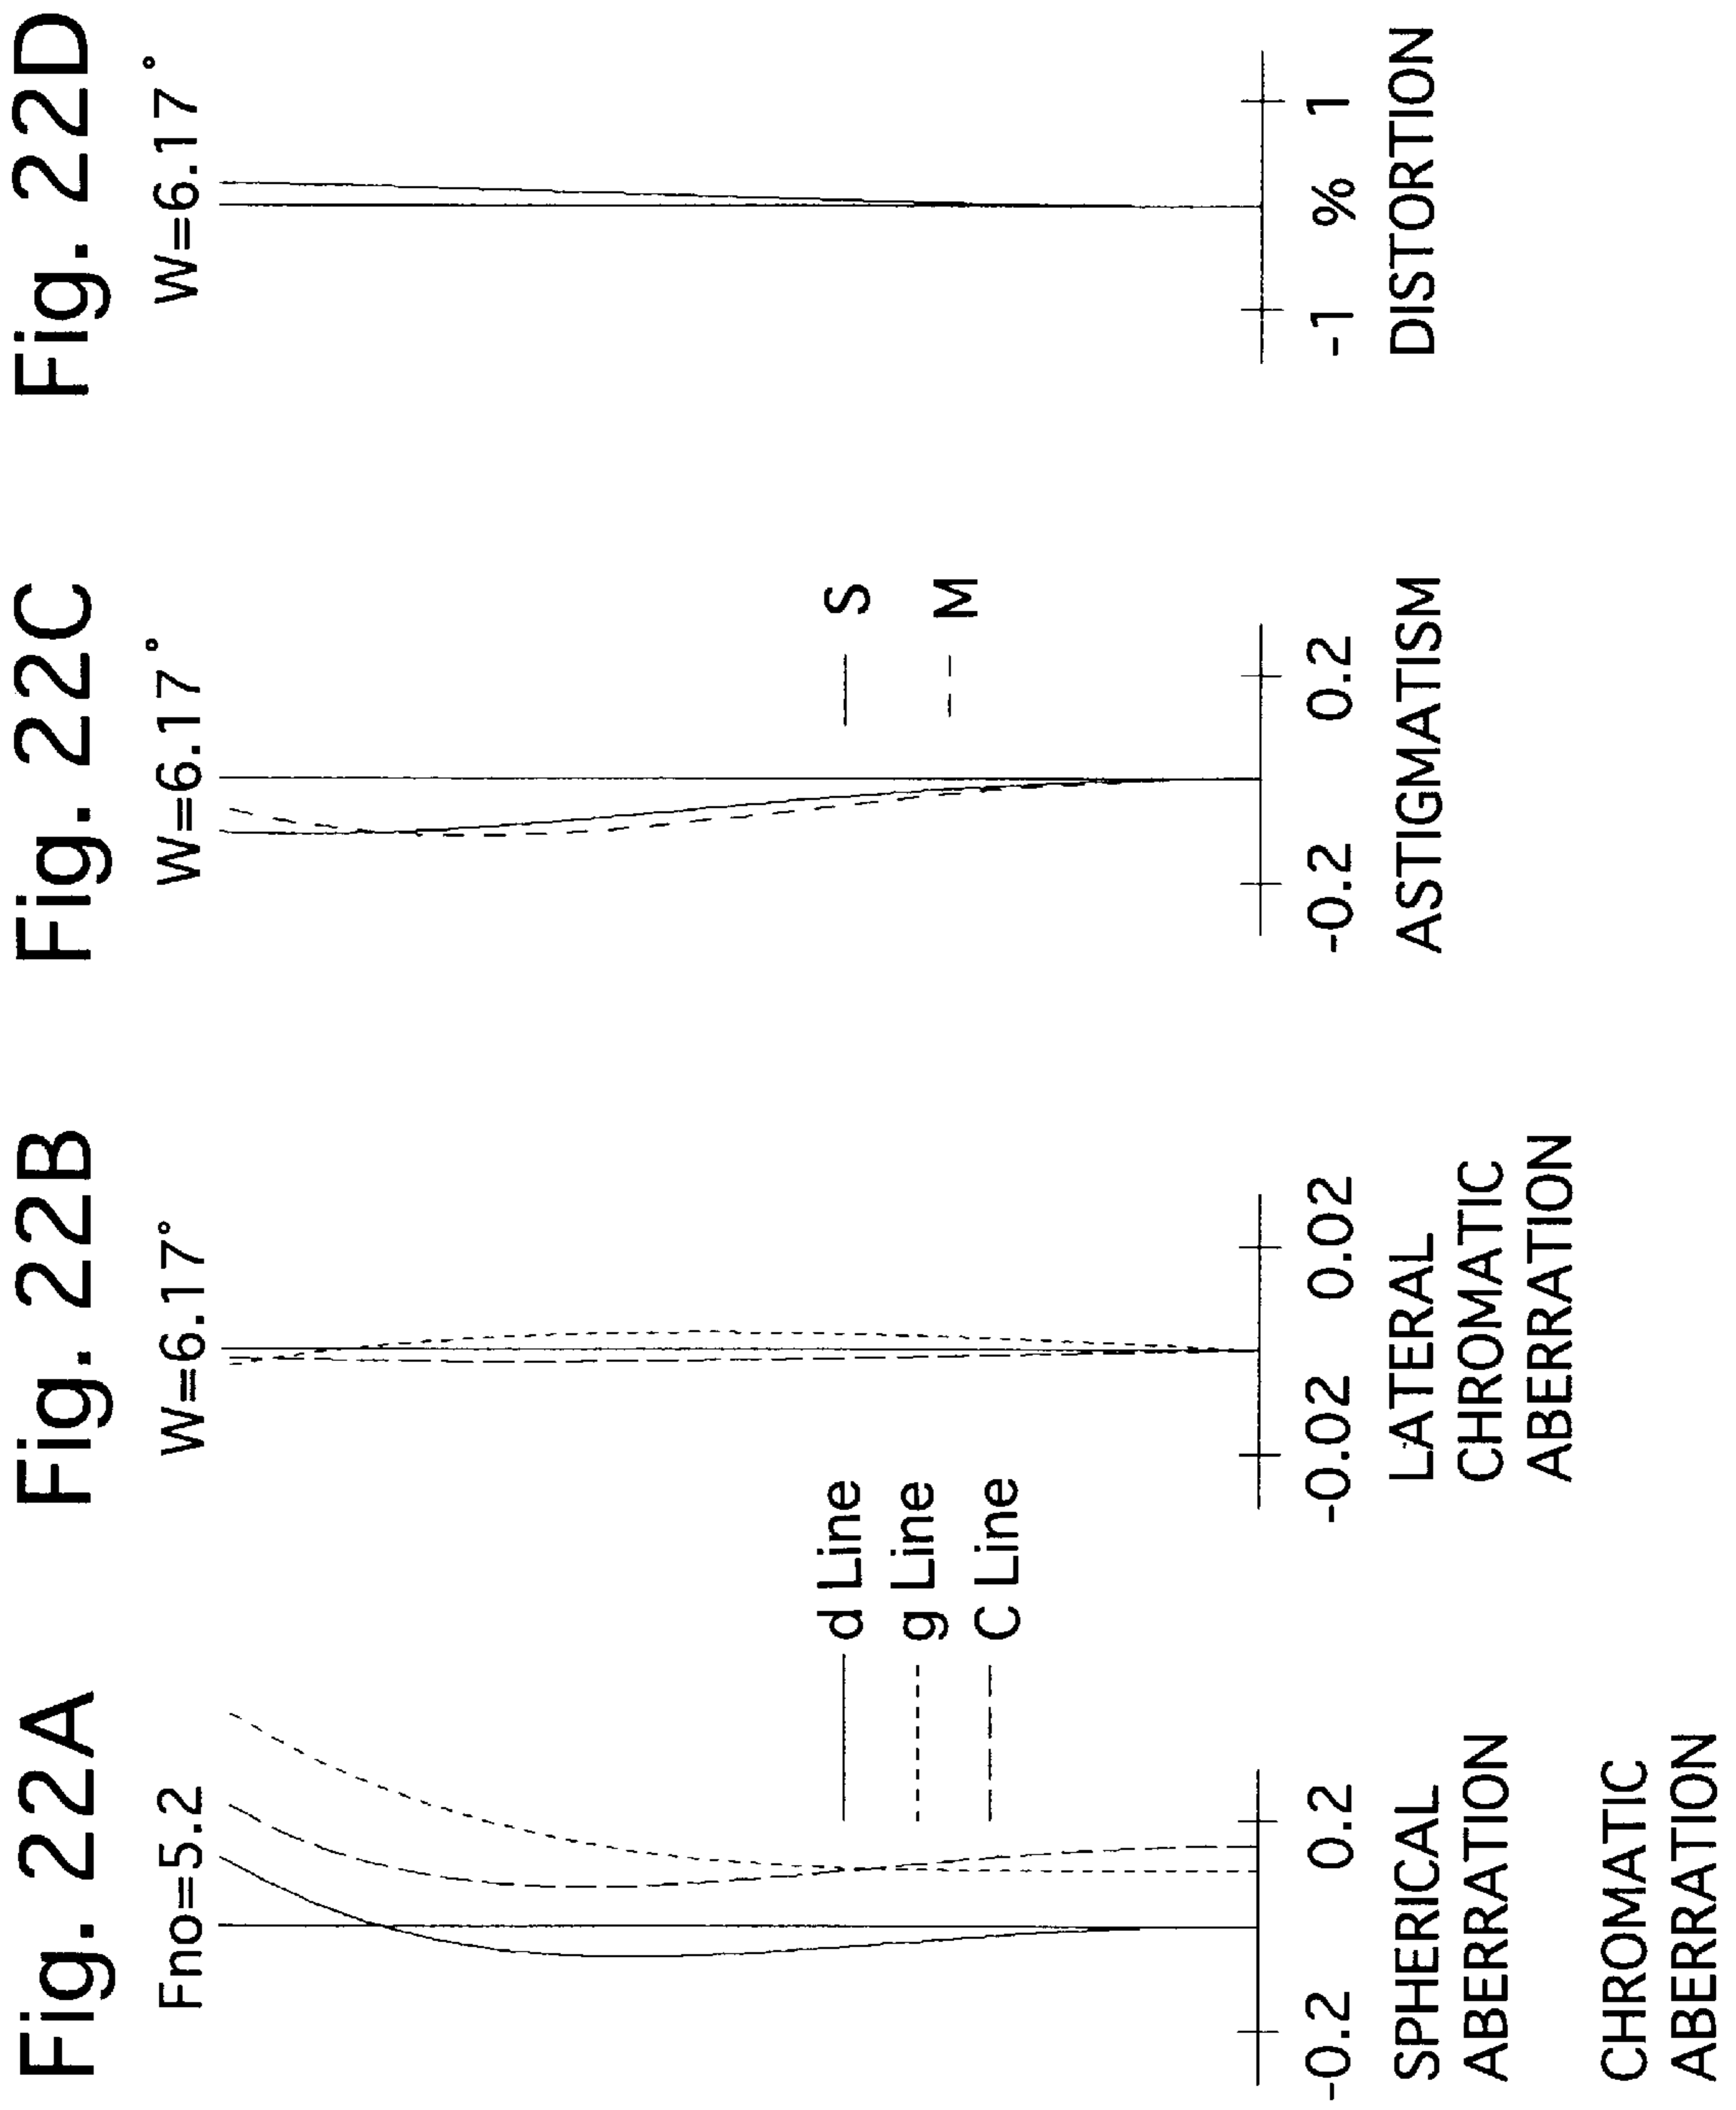 Fig. 22A
Fno=5.2
d Line
g Line
C Line
-0.2
0.2
SPHERICAL
ABERRATION
CHROMATIC
ABERRATION
Fig. 22B
W=6.17°
-0.02
0.02
LATERAL
CHROMATIC
ABERRATION
Fig. 22C
W=6.17°
S
M
-0.2
0.2
ASTIGMATISM
Fig. 22D
W=6.17°
-1
%
1
DISTORTION